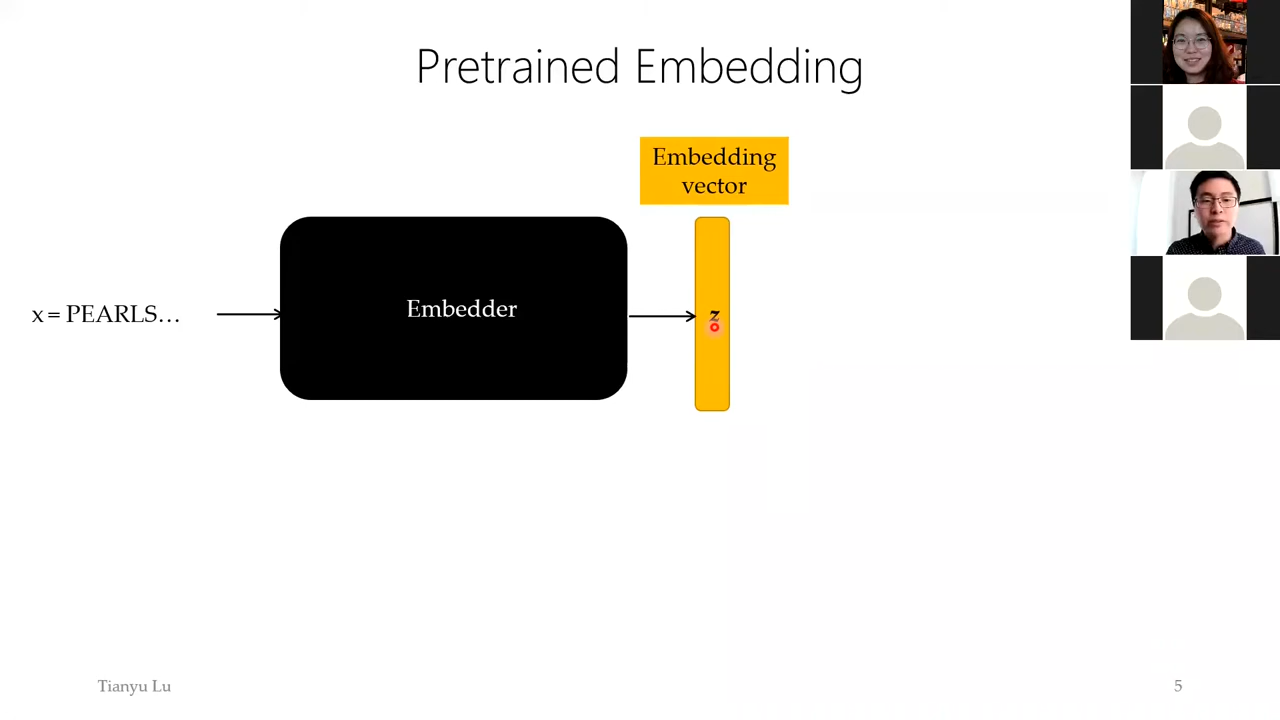 Pretrained Embedding
Embedding
vector
x = PEARLS…
Embedder
z
Tianyu Lu
5